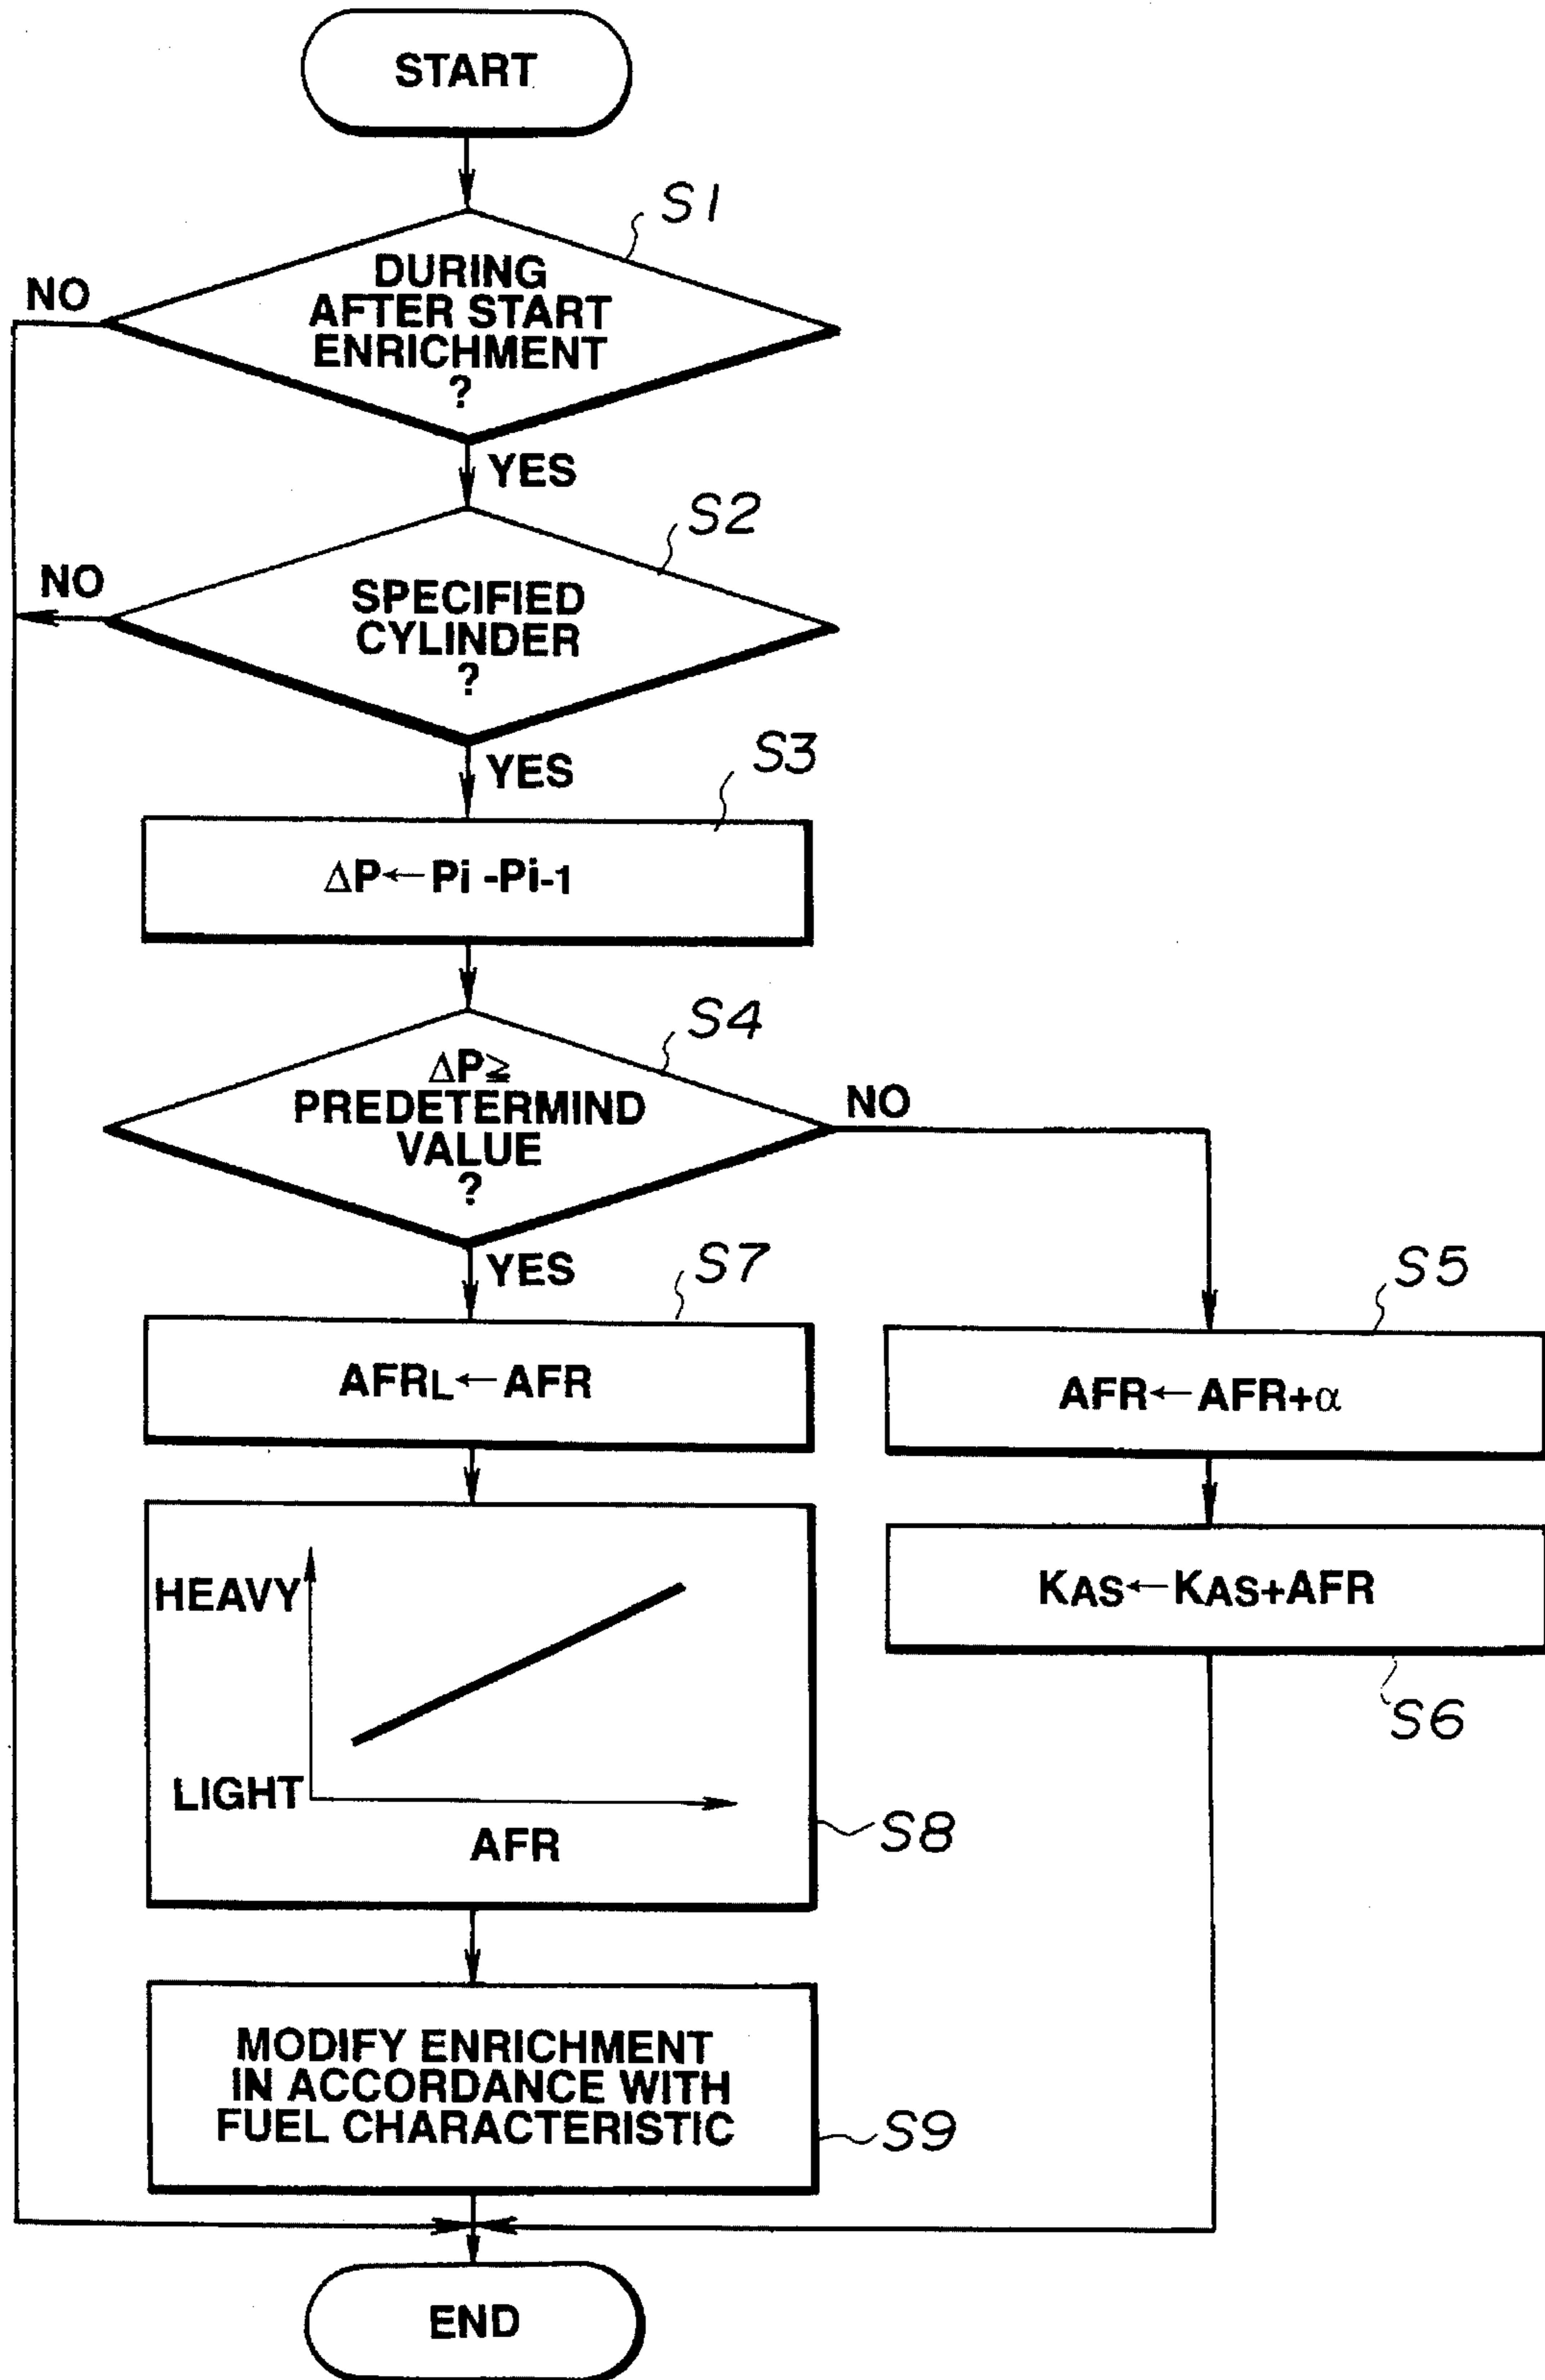 START
S1
DURING
AFTER START
ENRICHMENT
?
NO
YES
S2
SPECIFIED
CYLINDER
?
NO
YES
S3
ΔP←Pi -Pi-1
S4
ΔP≧
PREDETERMIND
VALUE
?
NO
YES
S7
AFRL←AFR
S5
AFR←AFR+α
KAS←KAS+AFR
S6
HEAVY
LIGHT
AFR
S8
MODIFY ENRICHMENT
IN ACCORDANCE WITH
FUEL CHARACTERISTIC
S9
END